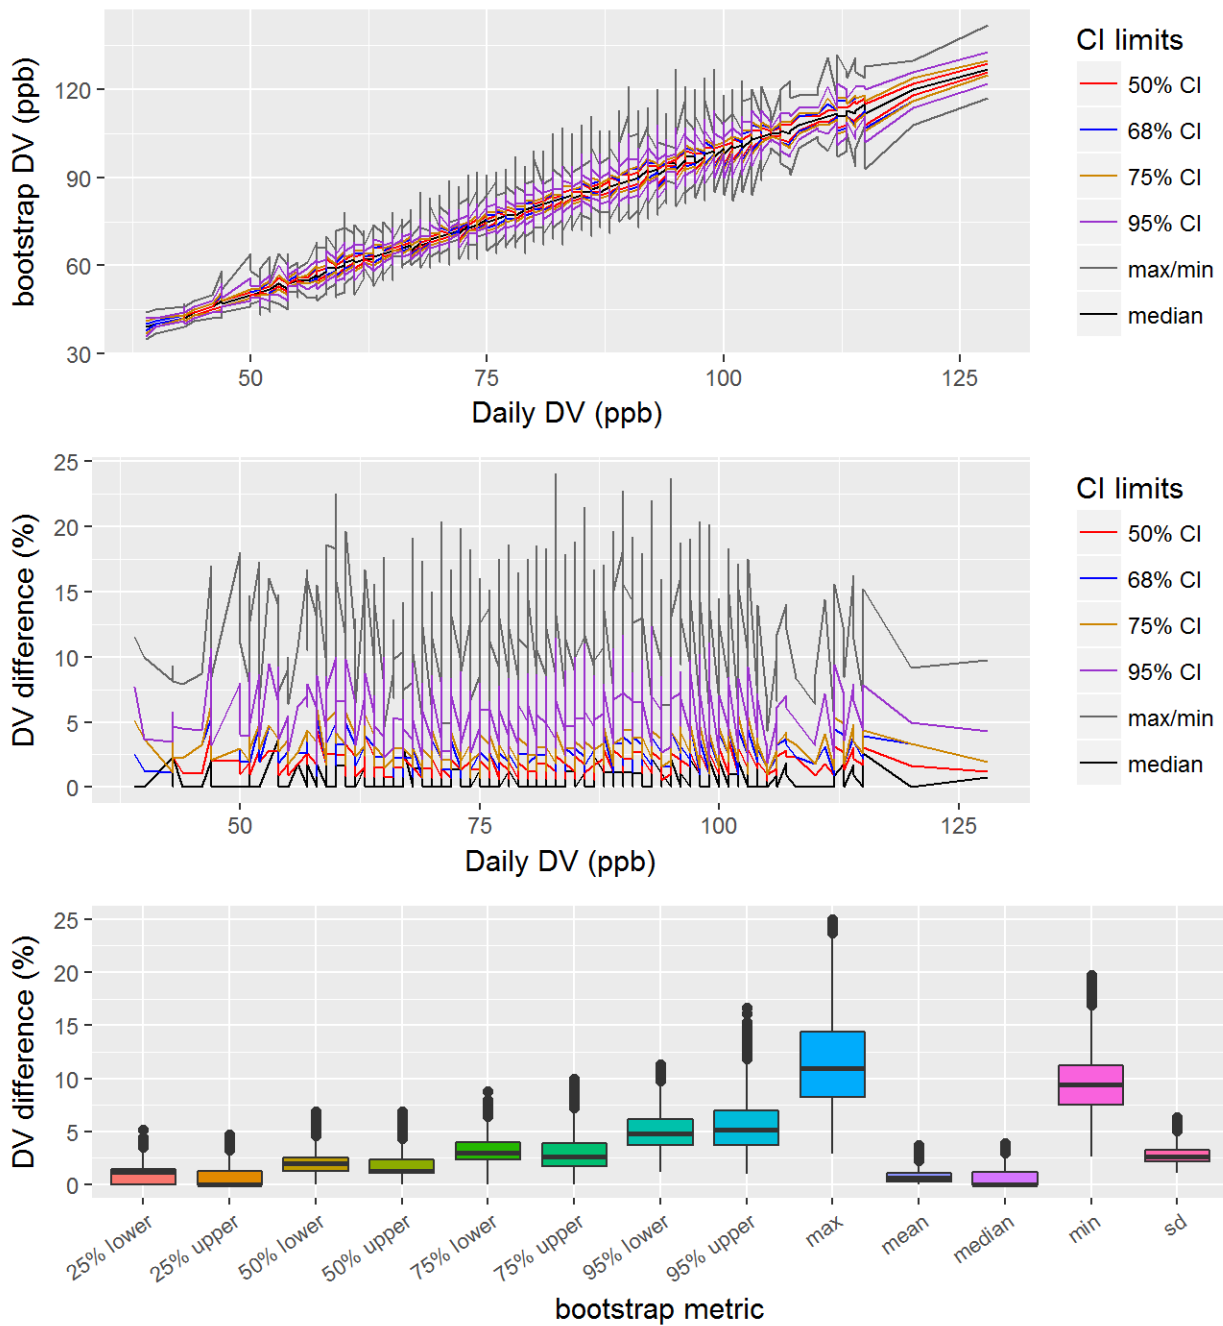 bootstrap DV (ppb)
120
90
60
30
50 75 100 125
Daily DV (ppb)
CI limits
50% CI
68% CI
75% CI
95% CI
max/min
median
DV difference (%)
25
20
15
10
5
0
50 75 100 125
Daily DV (ppb)
CI limits
50% CI
68% CI
75% CI
95% CI
max/min
median
DV difference (%)
25
20
15
10
5
0
25% lower
25% upper
50% lower
50% upper
75% lower
75% upper
95% lower
95% upper
max
mean
median
min
sd
bootstrap metric